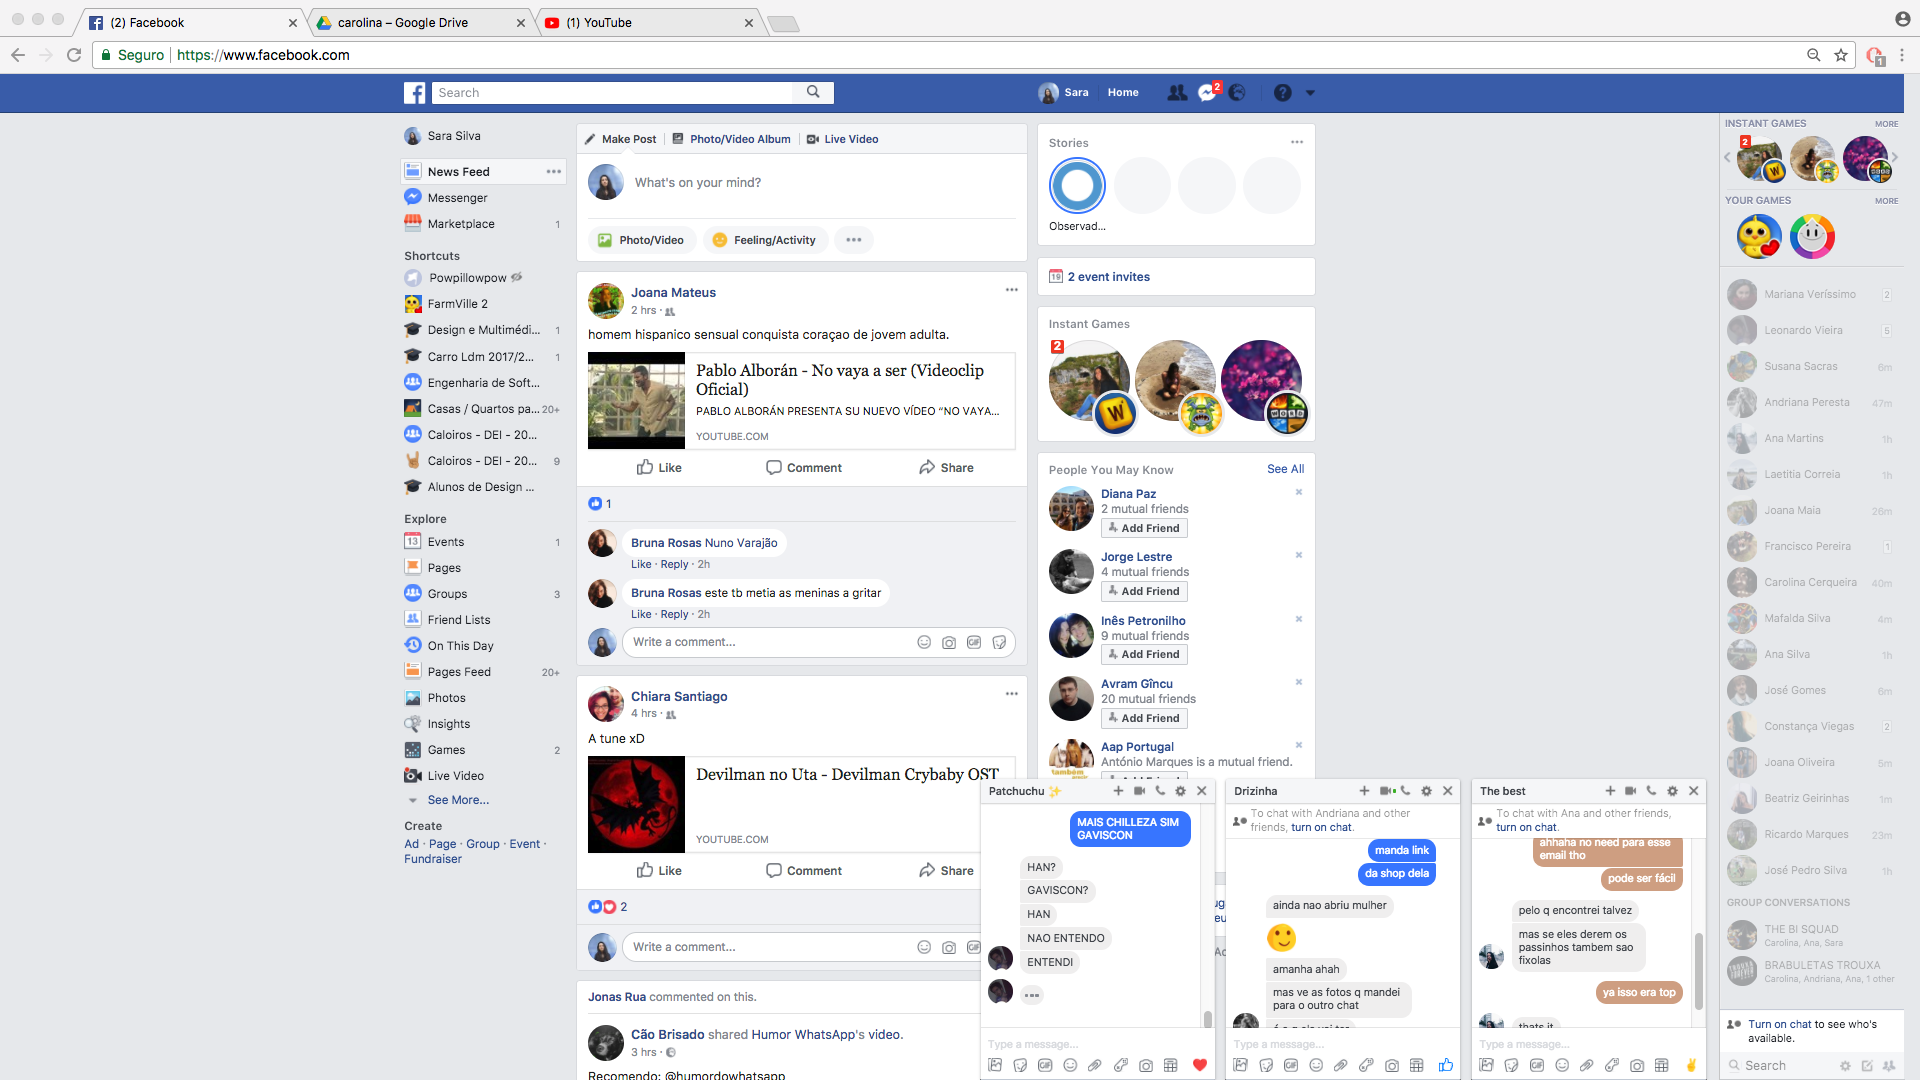 (2) Facebook
carolina – Google Drive
(1) YouTube
Seguro
https://www.facebook.com
1
Search
Sara
Home
2
Sara Silva
News Feed
Messenger
Marketplace 1
Shortcuts
Powpillowpow
FarmVille 2
Design e Multimédi... 1
Carro Ldm 2017/2... 1
Engenharia de Soft...
Casas / Quartos pa... 20+
Caloiros - DEI - 20...
Caloiros - DEI - 20... 9
Alunos de Design ...
Explore
13 Events 1
Pages
Groups 3
Friend Lists
On This Day
Pages Feed 20+
Photos
Insights
Games 2
Live Video
See More...
Create
Ad · Page · Group · Event ·
Fundraiser
Make Post
Photo/Video Album
Live Video
What's on your mind?
Photo/Video
Feeling/Activity
Joana Mateus
2 hrs ·
homem hispanico sensual conquista coraçao de jovem adulta.
Pablo Alborán - No vaya a ser (Videoclip
Oficial)
PABLO ALBORÁN PRESENTA SU NUEVO VÍDEO “NO VAYA...
YOUTUBE.COM
Like Comment Share
1
Bruna Rosas Nuno Varajão
Like · Reply · 2h
Bruna Rosas este tb metia as meninas a gritar
Like · Reply · 2h
Write a comment...
GIF
Chiara Santiago
4 hrs ·
A tune xD
Devilman no Uta - Devilman Crybaby OST
YOUTUBE.COM
Like Comment Share
2
Write a comment...
Jonas Rua commented on this.
Cão Brisado shared Humor WhatsApp's video.
3 hrs ·
Recomendo: @humordowhatsapp
Stories
Observad...
19 2 event invites
Instant Games
2
W
WORD
People You May Know
See All
Diana Paz
2 mutual friends
Add Friend
Jorge Lestre
4 mutual friends
Add Friend
Inês Petronilho
9 mutual friends
Add Friend
Avram Gîncu
20 mutual friends
Add Friend
Aap Portugal
António Marques is a mutual friend.
Patchuchu
MAIS CHILLEZA SIM
GAVISCON
HAN?
GAVISCON?
HAN
NAO ENTENDO
ENTENDI
Type a message...
Drizinha
To chat with Andriana and other
friends, turn on chat.
manda link
da shop dela
ainda nao abriu mulher
amanha ahah
mas ve as fotos q mandei
para o outro chat
Type a message...
The best
To chat with Ana and other friends,
turn on chat.
ahhaha no need para esse
email tho
pode ser fácil
pelo q encontrei talvez
mas se eles derem os
passinhos tambem sao
fixolas
ya isso era top
thats it
Type a message...
INSTANT GAMES
MORE
2
W
YOUR GAMES
MORE
Mariana Veríssimo 2
Leonardo Vieira 5
Susana Sacras 6m
Andriana Peresta 47m
Ana Martins 1h
Laetitia Correia 1h
Joana Maia 26m
Francisco Pereira 1
Carolina Cerqueira 40m
Mafalda Silva 4m
Ana Silva 1h
José Gomes 6m
Constança Viegas 2
Joana Oliveira 5m
Beatriz Geirinhas 1m
Ricardo Marques 23m
José Pedro Silva 1h
GROUP CONVERSATIONS
THE BI SQUAD
Carolina, Ana, Sara
BRABULETAS TROUXA
Carolina, Andriana, Ana, 1 other
Turn on chat to see who's
available.
Search